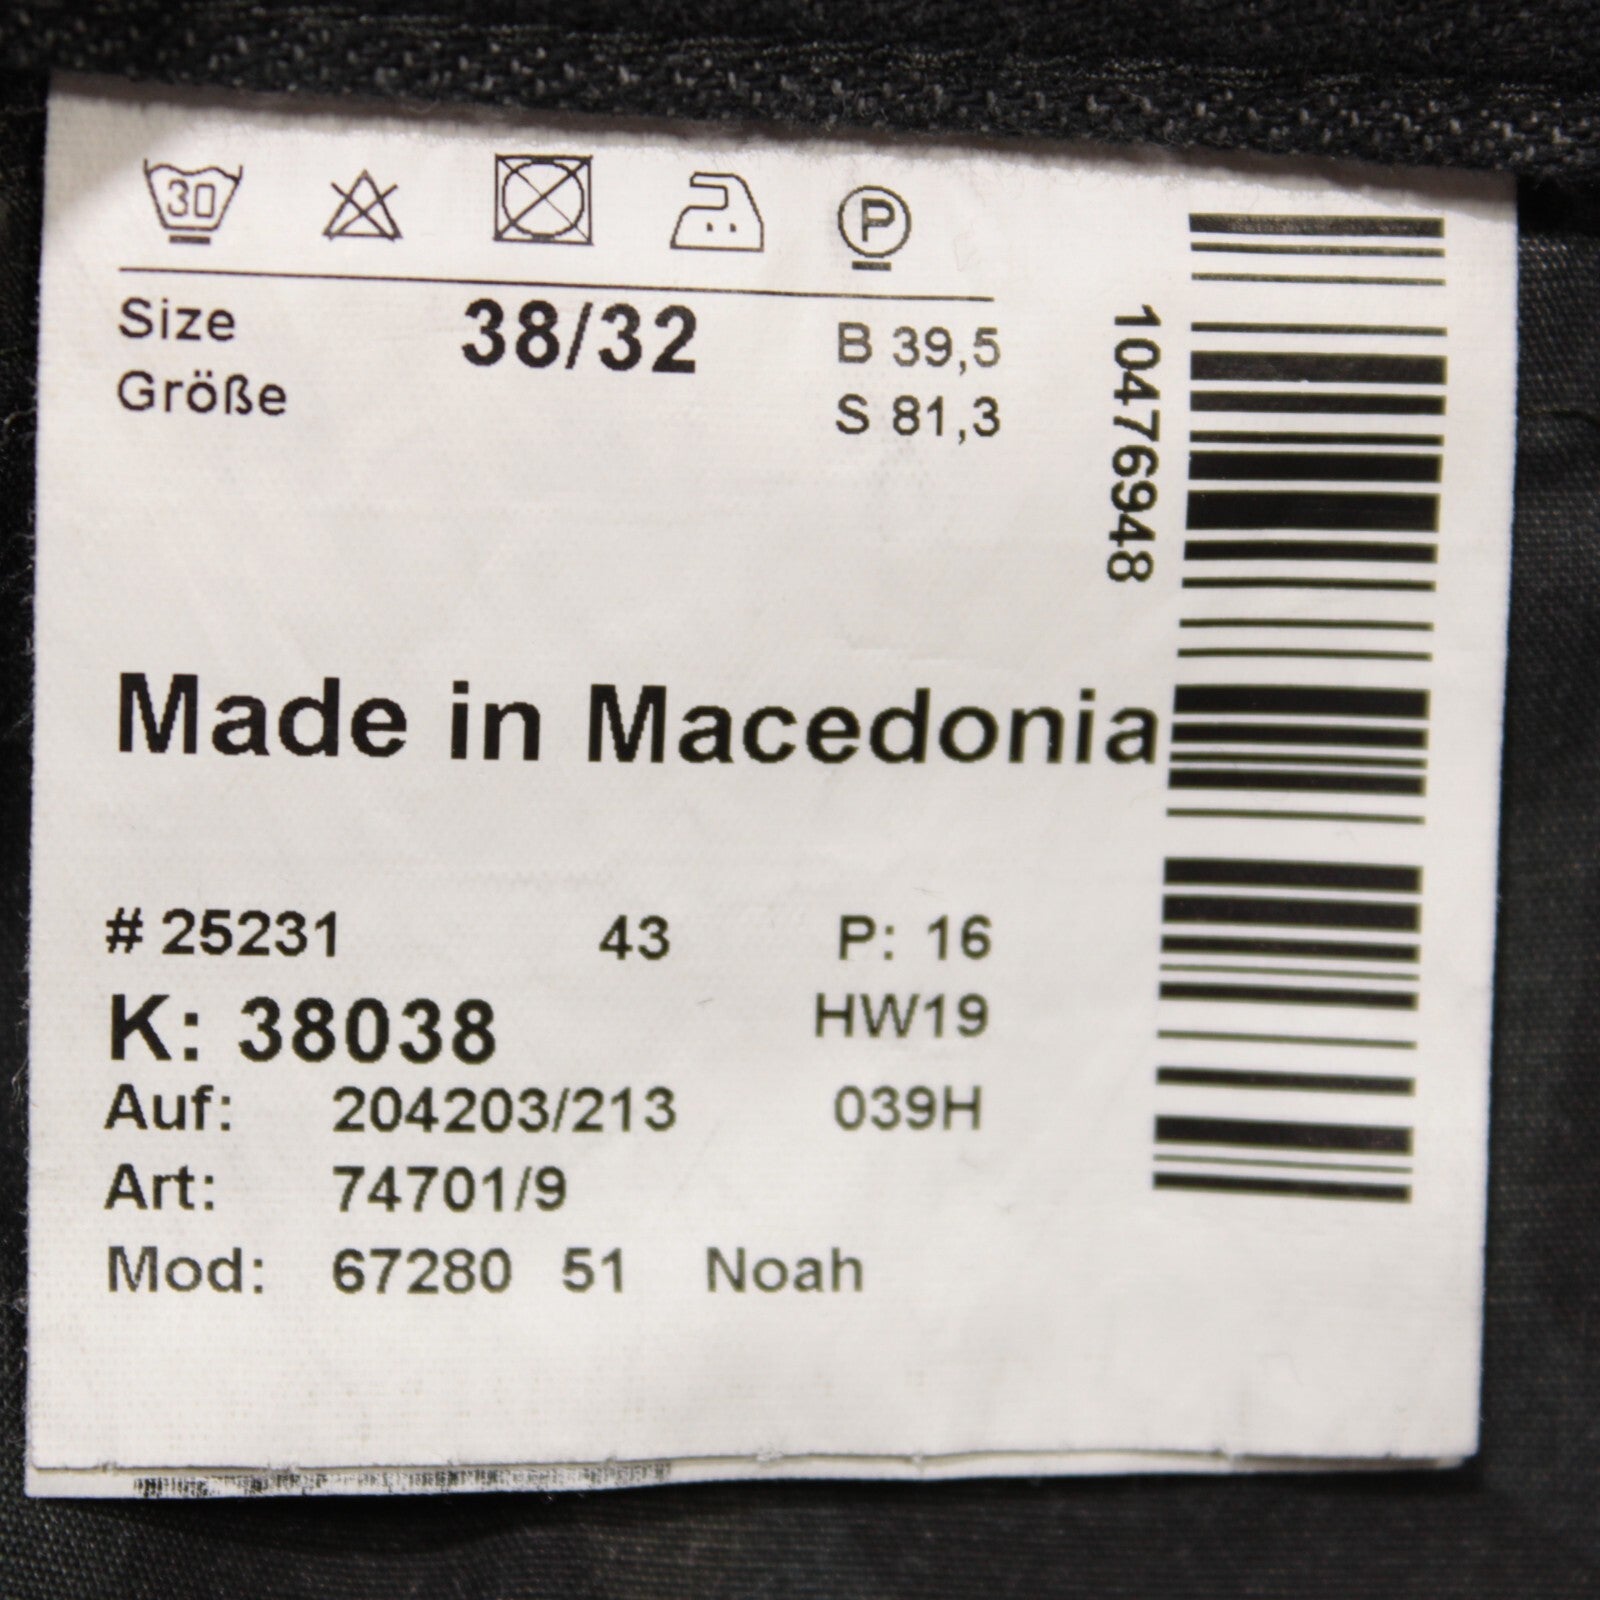 30 P
Size 38/32 B 39,5
Größe S 81,3
10476948
Made in Macedonia
# 25231 43 P: 16
K: 38038 HW19
Auf: 204203/213 039H
Art: 74701/9
Mod: 67280 51 Noah